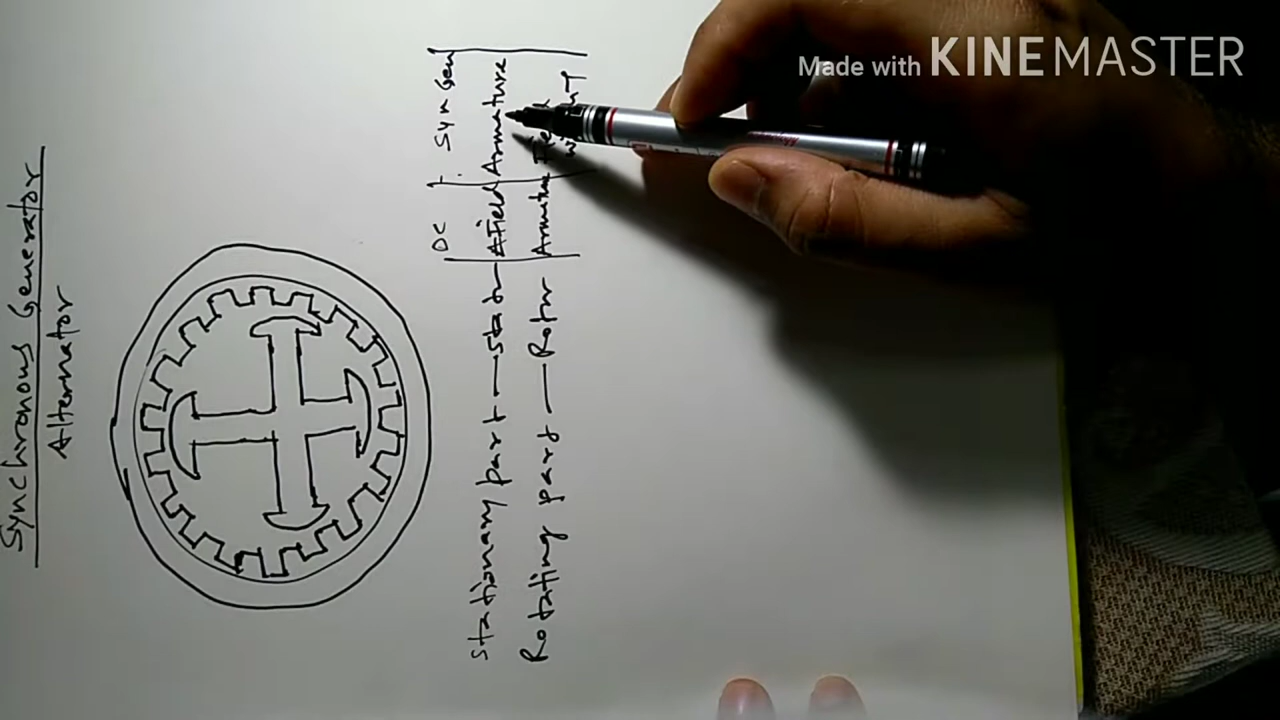 Synchronous Generator
Alternator
DC Syn Gen
Stationary part — Stator Field Armature
Rotating part — Rotor Armature Field
Made with KINEMASTER